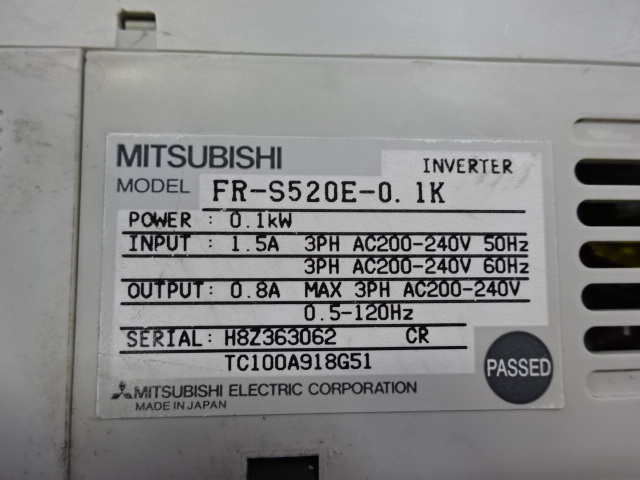 MITSUBISHI INVERTER
MODEL FR-S520E-0.1K
POWER : 0.1kW
INPUT : 1.5A 3PH AC200-240V 50Hz
3PH AC200-240V 60Hz
OUTPUT: 0.8A MAX 3PH AC200-240V
0.5-120Hz
SERIAL: H8Z363062 CR
TC100A918G51
PASSED
MITSUBISHI ELECTRIC CORPORATION
MADE IN JAPAN